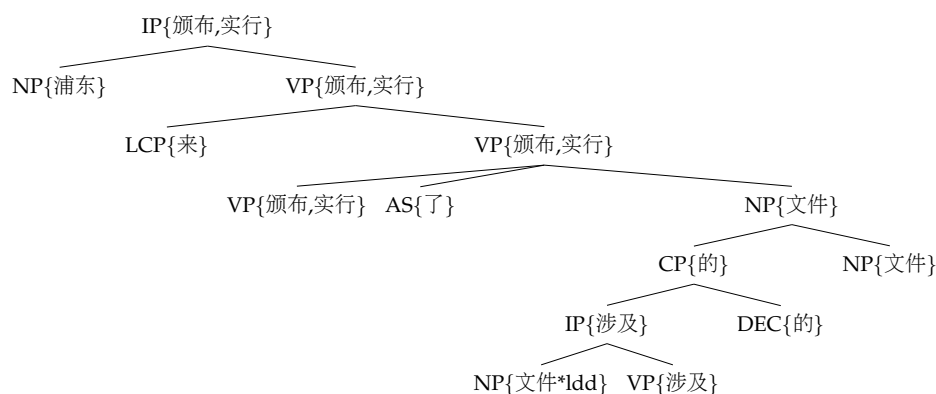 IP{颁布,实行}
NP{浦东} VP{颁布,实行}
LCP{来} VP{颁布,实行}
VP{颁布,实行} AS{了} NP{文件}
CP{的} NP{文件}
IP{涉及} DEC{的}
NP{文件*ldd} VP{涉及}